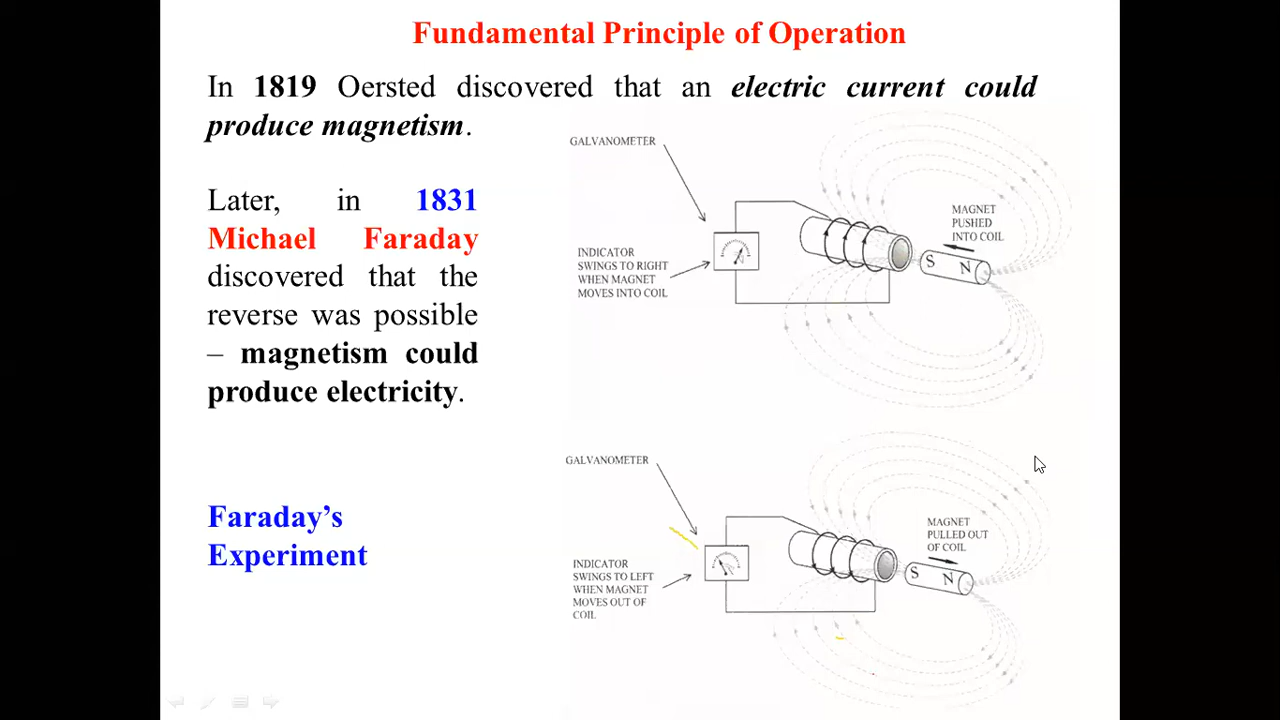 Fundamental Principle of Operation
In 1819 Oersted discovered that an electric current could
produce magnetism.
Later, in 1831
Michael Faraday
discovered that the
reverse was possible
– magnetism could
produce electricity.
Faraday’s
Experiment
GALVANOMETER
INDICATOR
SWINGS TO RIGHT
WHEN MAGNET
MOVES INTO COIL
MAGNET
PUSHED
INTO COIL
S N
GALVANOMETER
INDICATOR
SWINGS TO LEFT
WHEN MAGNET
MOVES OUT OF
COIL
MAGNET
PULLED OUT
OF COIL
S N